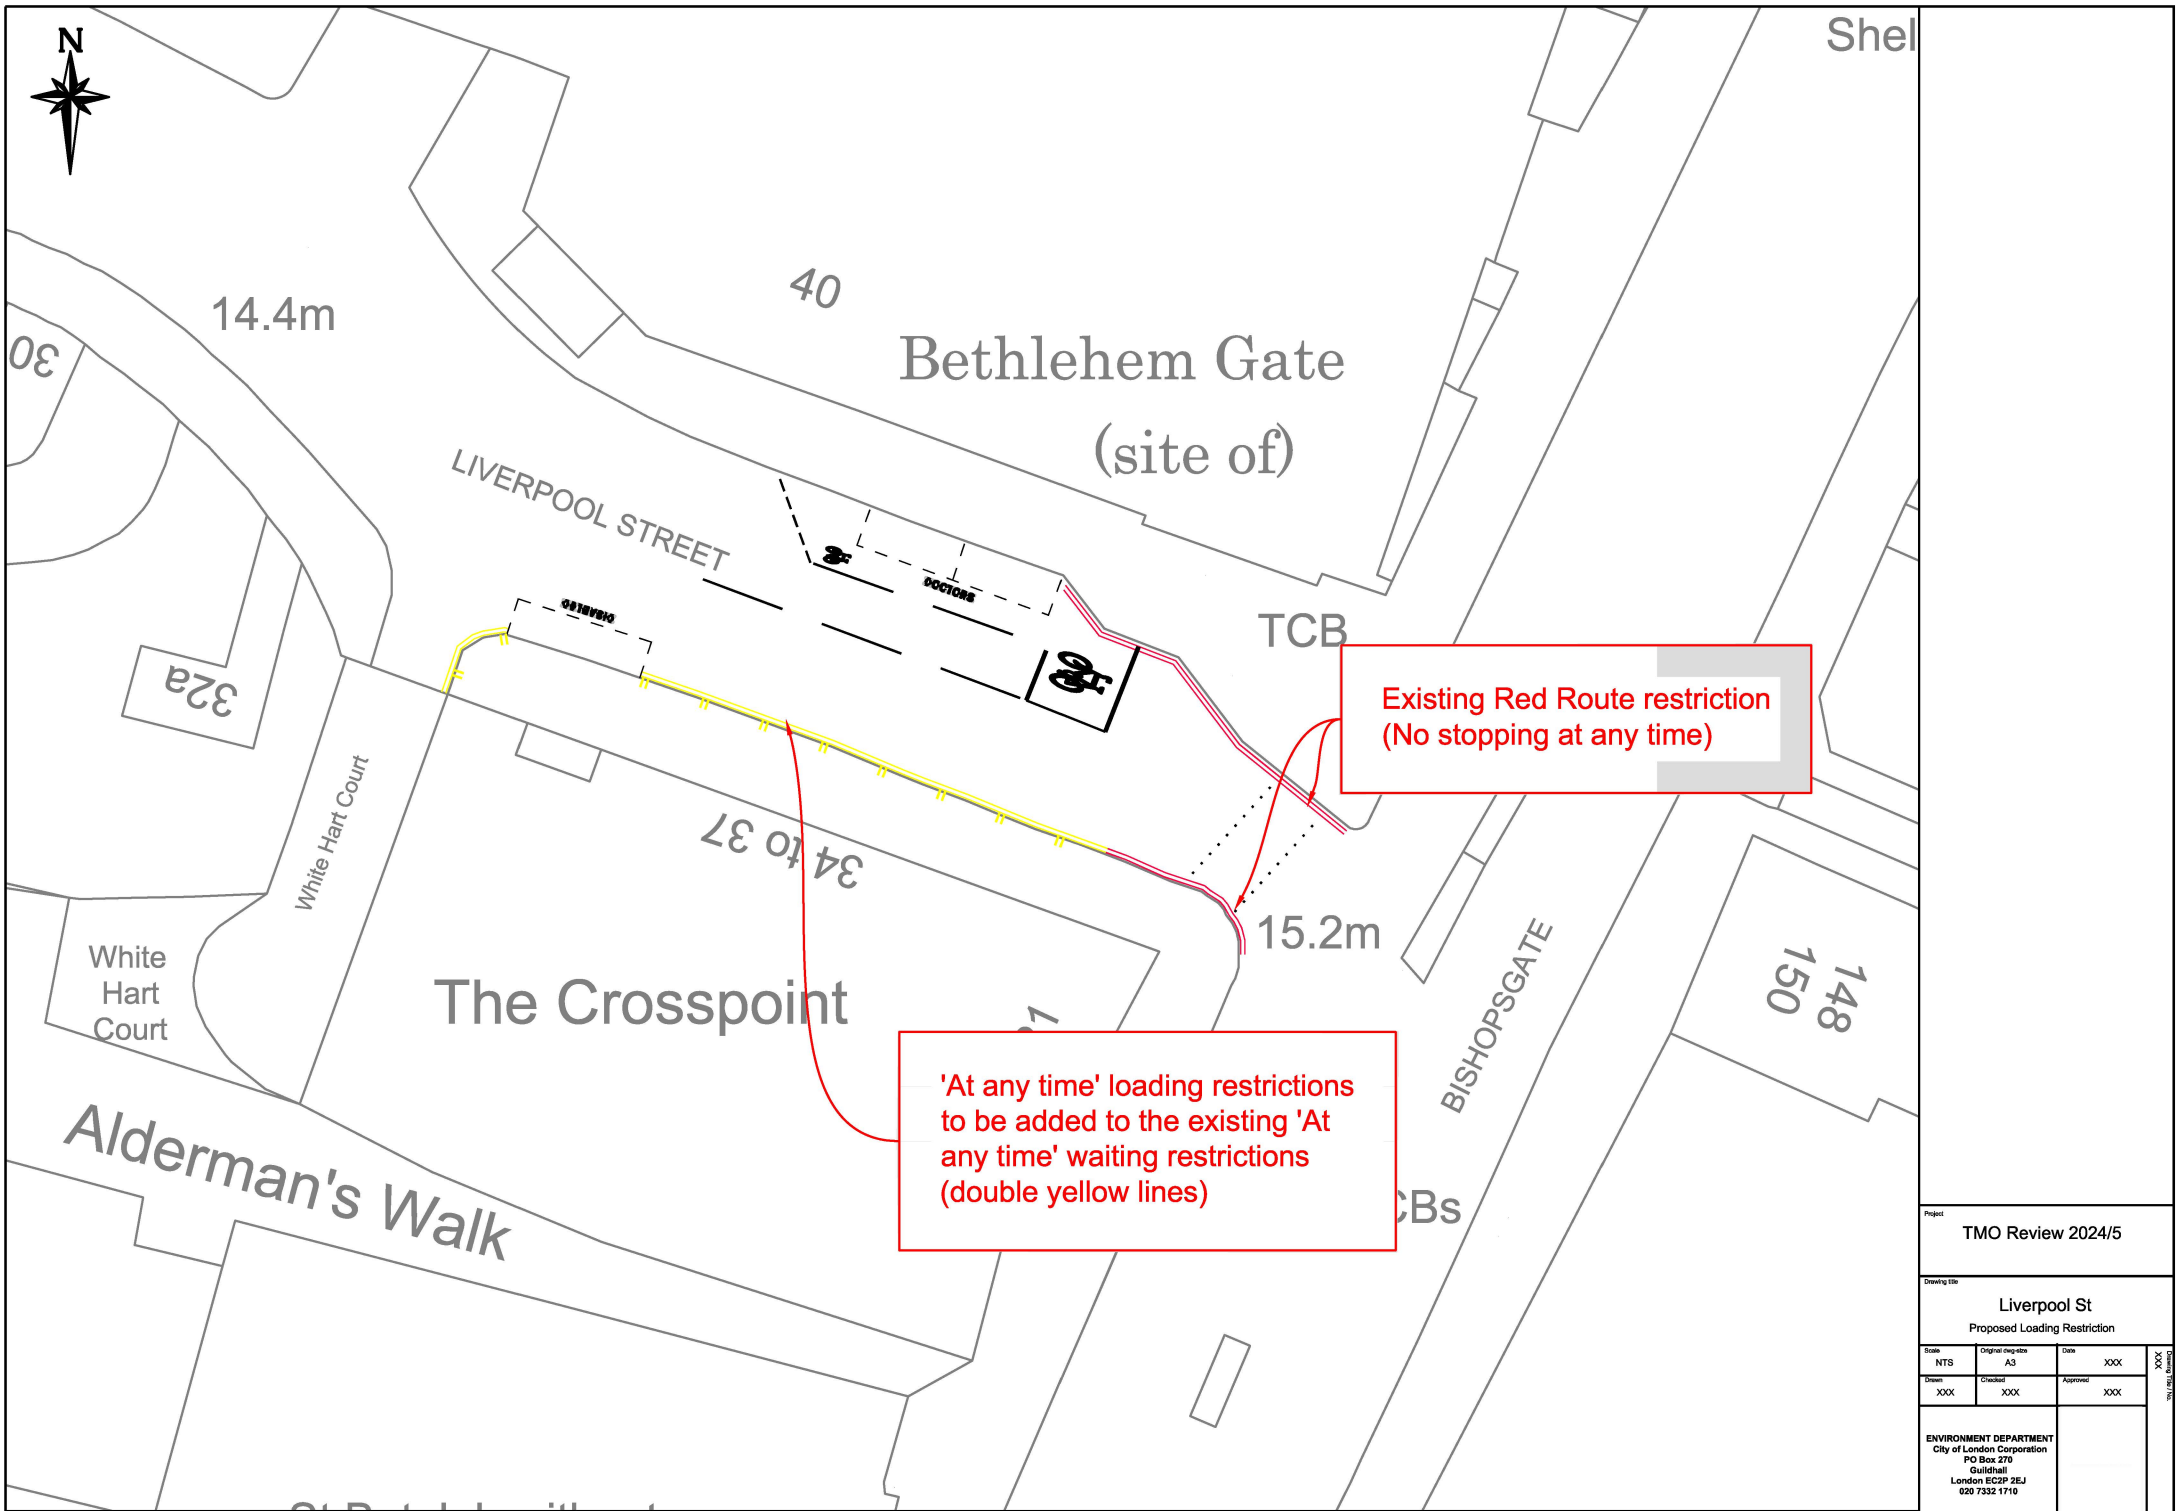 N
Shel
40
14.4m
30
Bethlehem Gate
(site of)
LIVERPOOL STREET
DOCTORS
DISABLED
TCB
32a
Existing Red Route restriction
(No stopping at any time)
White Hart Court
34 to 37
15.2m
White
Hart
Court
The Crosspoint
BISHOPSGATE
148
150
'At any time' loading restrictions
to be added to the existing 'At
any time' waiting restrictions
(double yellow lines)
Alderman's Walk
CBs
Project
TMO Review 2024/5
Drawing title
Liverpool St
Proposed Loading Restriction
Scale
NTS
Original dwg-size
A3
Date
XXX
Drawn
XXX
Checked
XXX
Approved
XXX
Drawing Title / No.
XXX
ENVIRONMENT DEPARTMENT
City of London Corporation
PO Box 270
Guildhall
London EC2P 2EJ
020 7332 1710